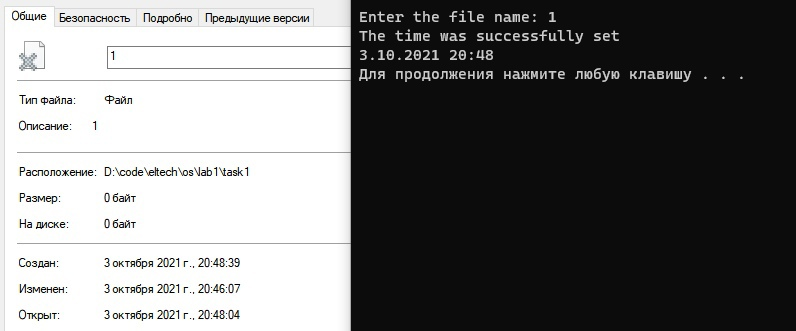 Общие Безопасность Подробно Предыдущие версии
1
Тип файла: Файл
Описание: 1
Расположение: D:\code\eltech\os\lab1\task1
Размер: 0 байт
На диске: 0 байт
Создан: 3 октября 2021 г., 20:48:39
Изменен: 3 октября 2021 г., 20:46:07
Открыт: 3 октября 2021 г., 20:48:04
Enter the file name: 1
The time was successfully set
3.10.2021 20:48
Для продолжения нажмите любую клавишу . . .